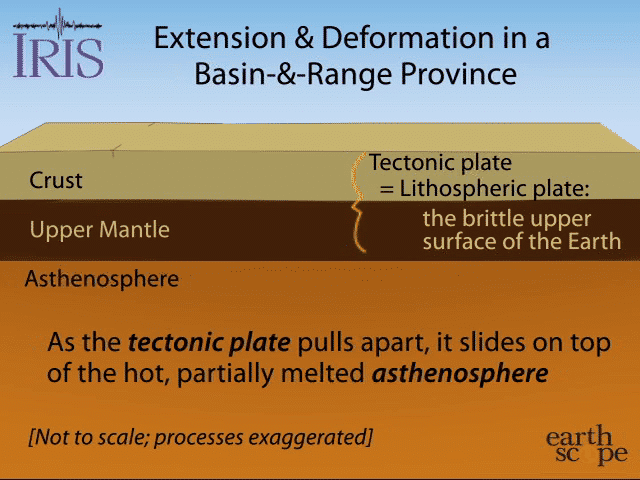 IRIS
Extension & Deformation in a
Basin-&-Range Province
Crust
Tectonic plate
= Lithospheric plate:
Upper Mantle
the brittle upper
surface of the Earth
Asthenosphere
As the tectonic plate pulls apart, it slides on top
of the hot, partially melted asthenosphere
[Not to scale; processes exaggerated]
earth
scope